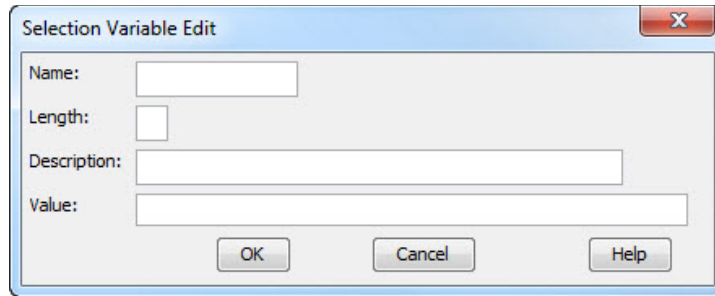 Selection Variable Edit
Name:
Length:
Description:
Value:
OK Cancel Help